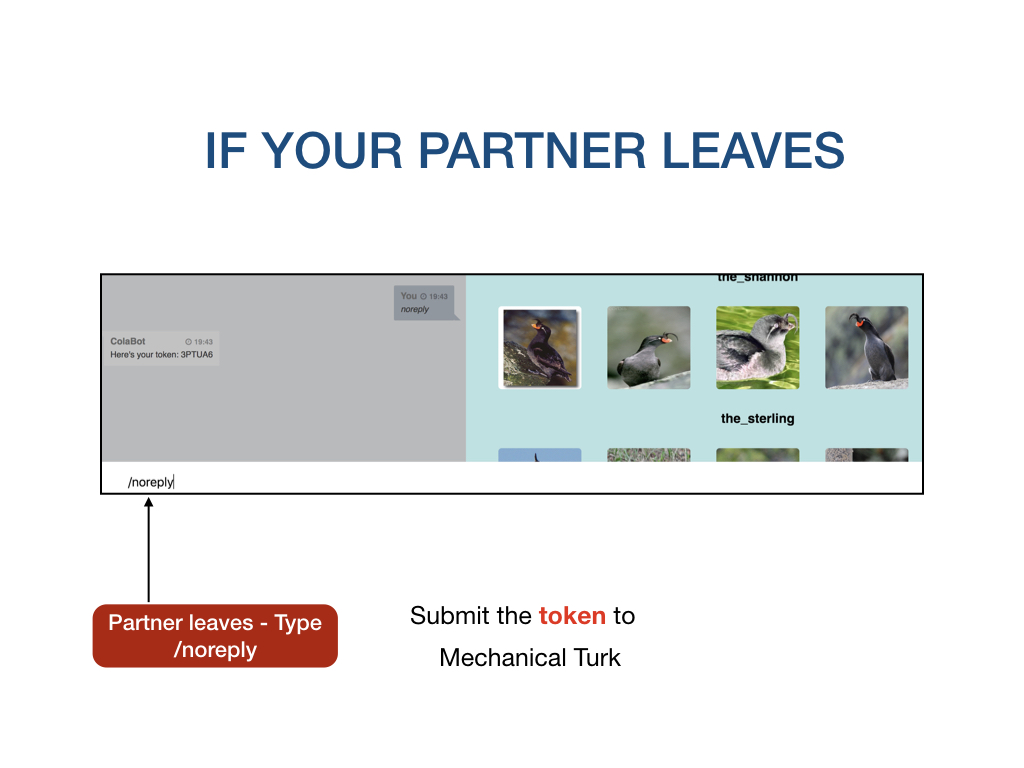 IF YOUR PARTNER LEAVES
the_shannon
You 19:43
noreply
ColaBot 19:43
Here's your token: 3PTUA6
the_sterling
/noreply
Partner leaves - Type
/noreply
Submit the token to
Mechanical Turk